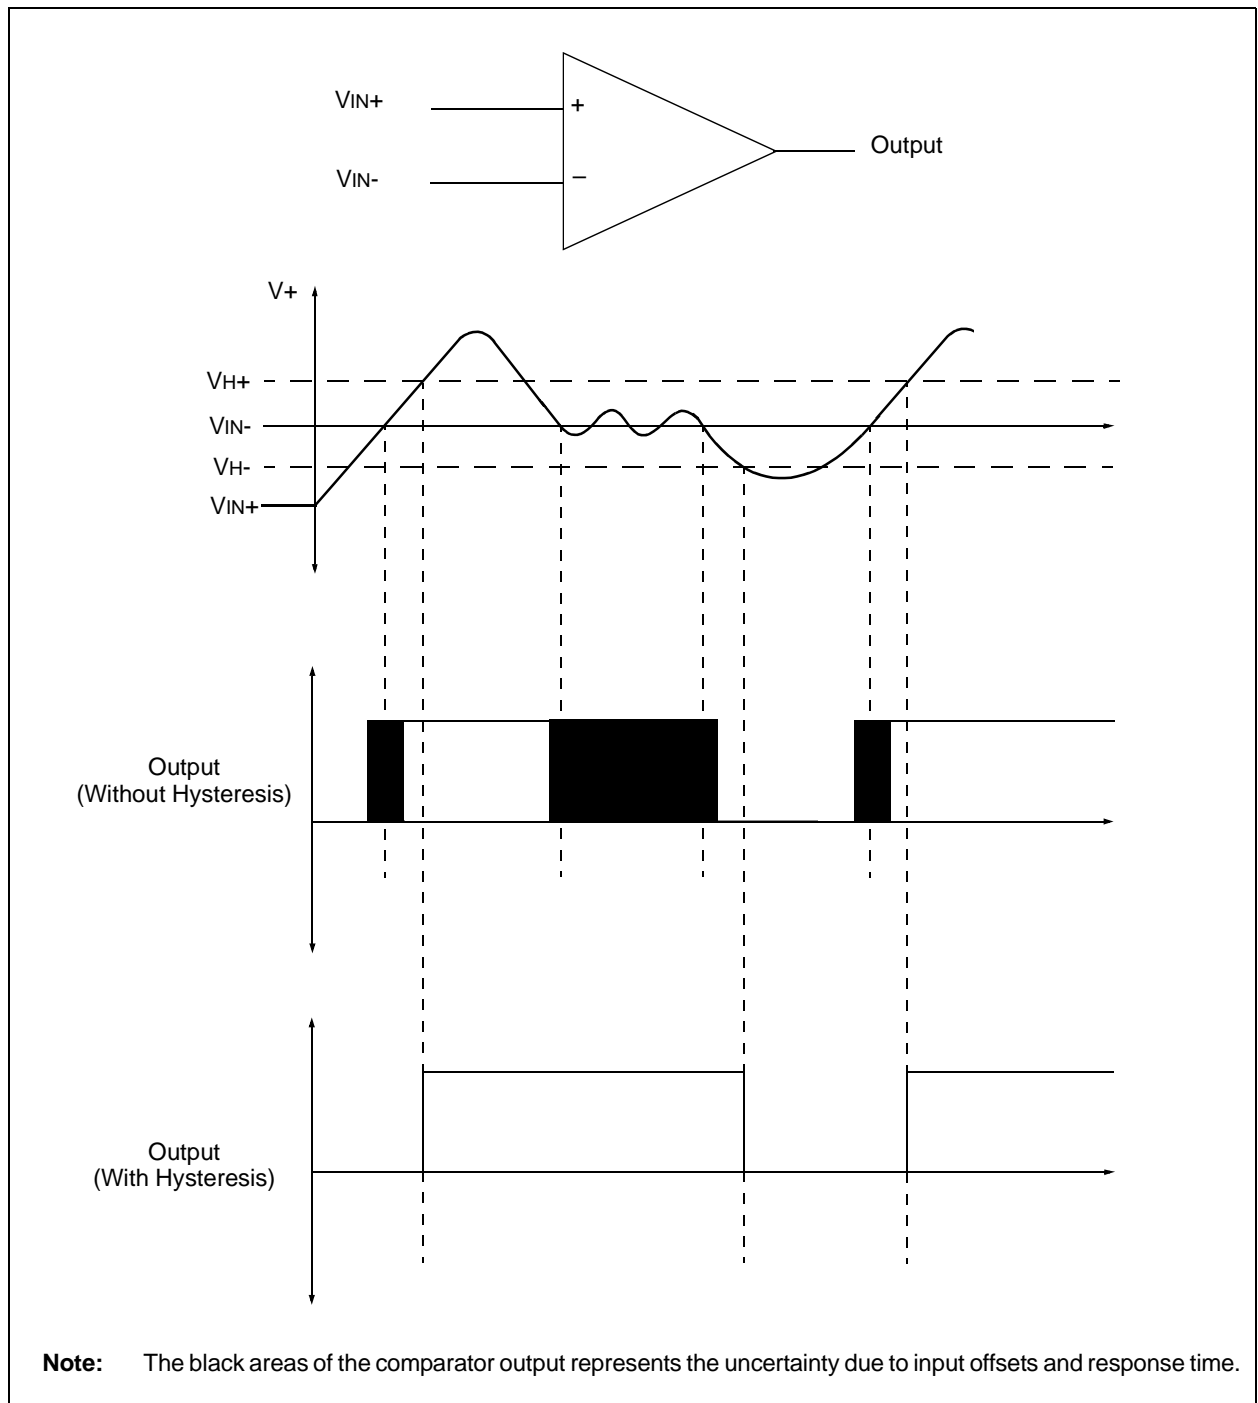 VIN+
+
Output
VIN-
–
V+
VH+
VIN-
VH-
VIN+
Output
(Without Hysteresis)
Output
(With Hysteresis)
Note: The black areas of the comparator output represents the uncertainty due to input offsets and response time.